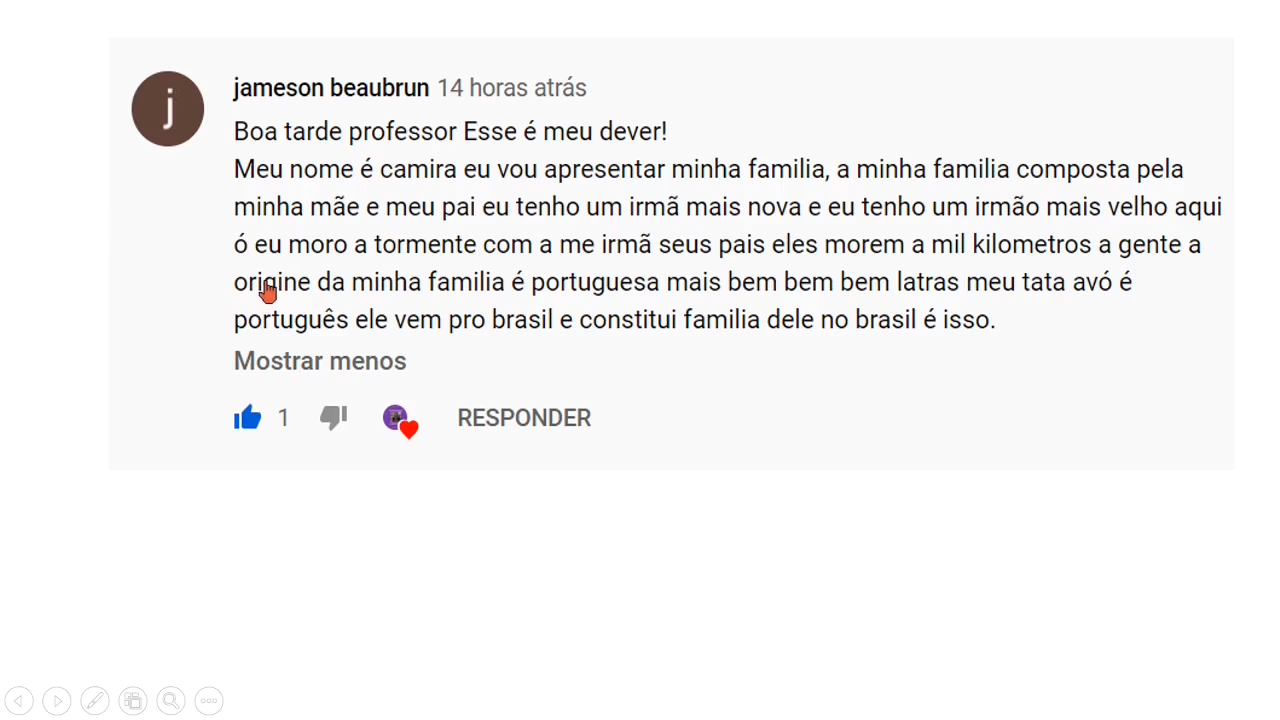 jameson beaubrun 14 horas atrás
Boa tarde professor Esse é meu dever!
Meu nome é camira eu vou apresentar minha familia, a minha familia composta pela
minha mãe e meu pai eu tenho um irmã mais nova e eu tenho um irmão mais velho aqui
ó eu moro a tormente com a me irmã seus pais eles morem a mil kilometros a gente a
origine da minha familia é portuguesa mais bem bem bem latras meu tata avó é
português ele vem pro brasil e constitui familia dele no brasil é isso.
Mostrar menos
1 RESPONDER